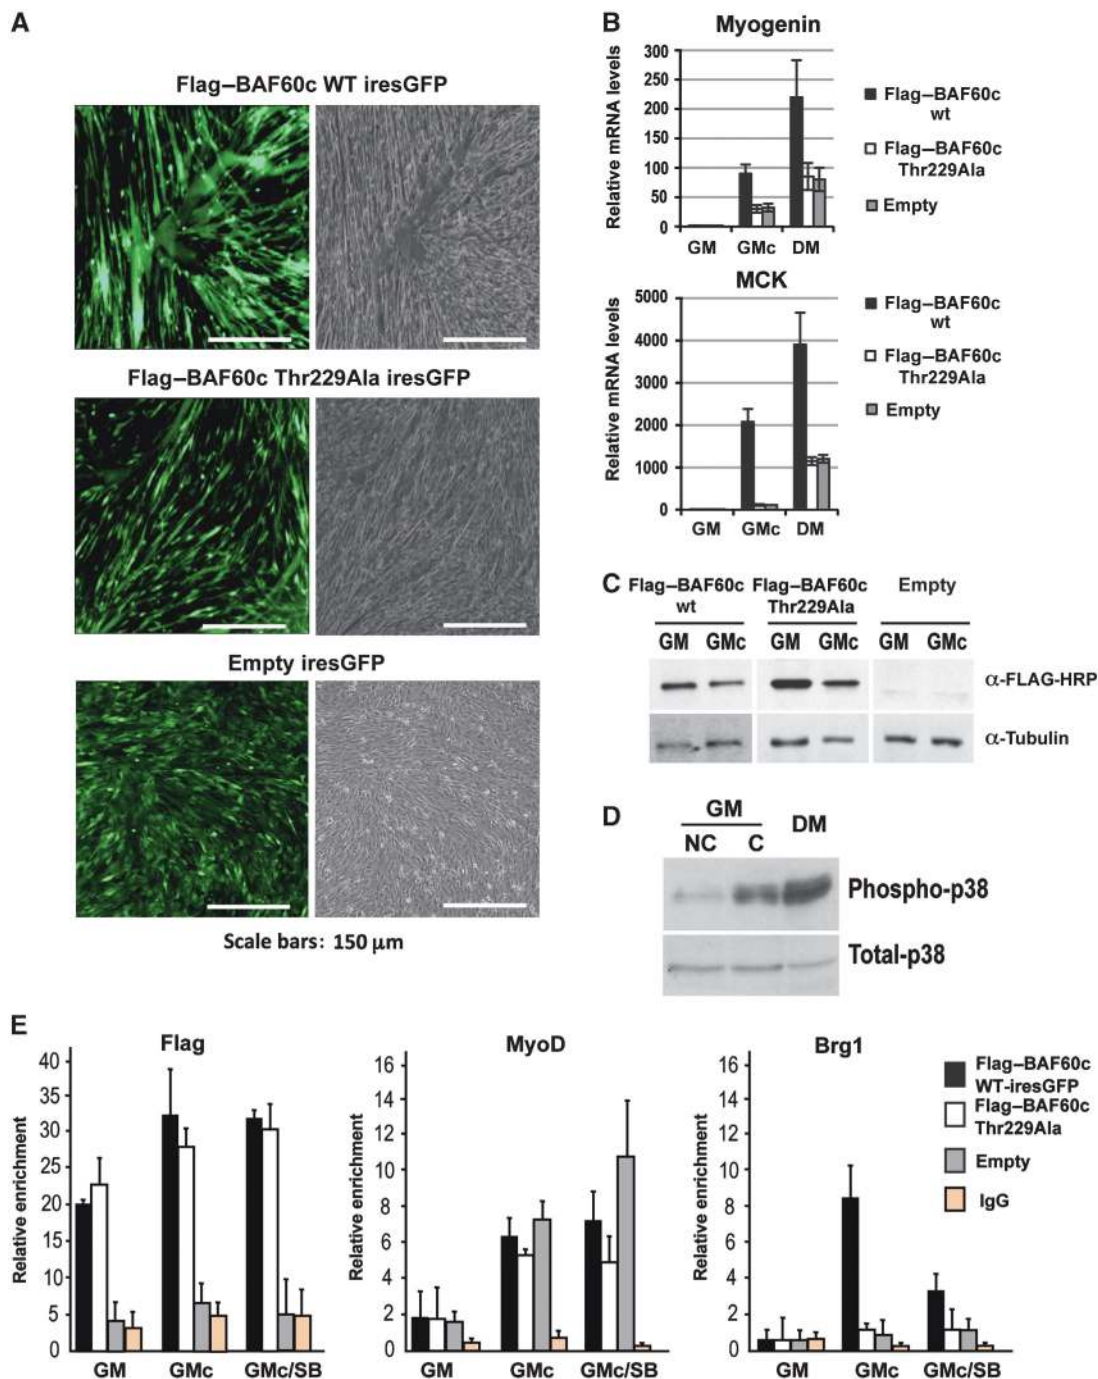 A
Flag–BAF60c WT iresGFP
Flag–BAF60c Thr229Ala iresGFP
Empty iresGFP
Scale bars: 150 μm
B
Myogenin
Relative mRNA levels
300
250
200
150
100
50
0
GM GMc DM
Flag–BAF60c
wt
Flag–BAF60c
Thr229Ala
Empty
MCK
Relative mRNA levels
5000
4000
3000
2000
1000
0
GM GMc DM
Flag–BAF60c
wt
Flag–BAF60c
Thr229Ala
Empty
C
Flag–BAF60c
wt
Flag–BAF60c
Thr229Ala
Empty
GM GMc GM GMc GM GMc
α-FLAG-HRP
α-Tubulin
D
GM
NC C
DM
Phospho-p38
Total-p38
E
Flag
Relative enrichment
40
35
30
25
20
15
10
5
0
GM GMc GMc/SB
MyoD
Relative enrichment
16
14
12
10
8
6
4
2
0
GM GMc GMc/SB
Brg1
Relative enrichment
16
14
12
10
8
6
4
2
0
GM GMc GMc/SB
Flag–BAF60c
WT-iresGFP
Flag–BAF60c
Thr229Ala
Empty
IgG